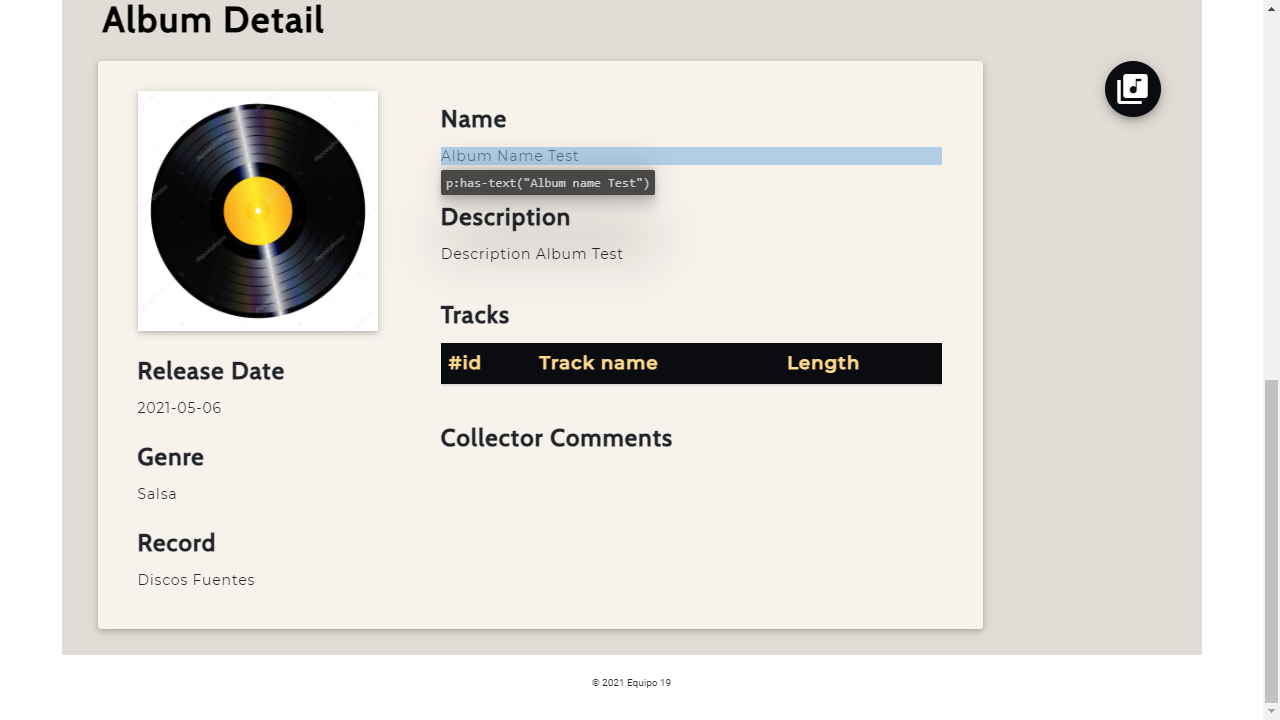 Album Detail
Name
Album Name Test
p:has-text("Album name Test")
Description
Description Album Test
Tracks
#id Track name Length
Collector Comments
Release Date
2021-05-06
Genre
Salsa
Record
Discos Fuentes
© 2021 Equipo 19